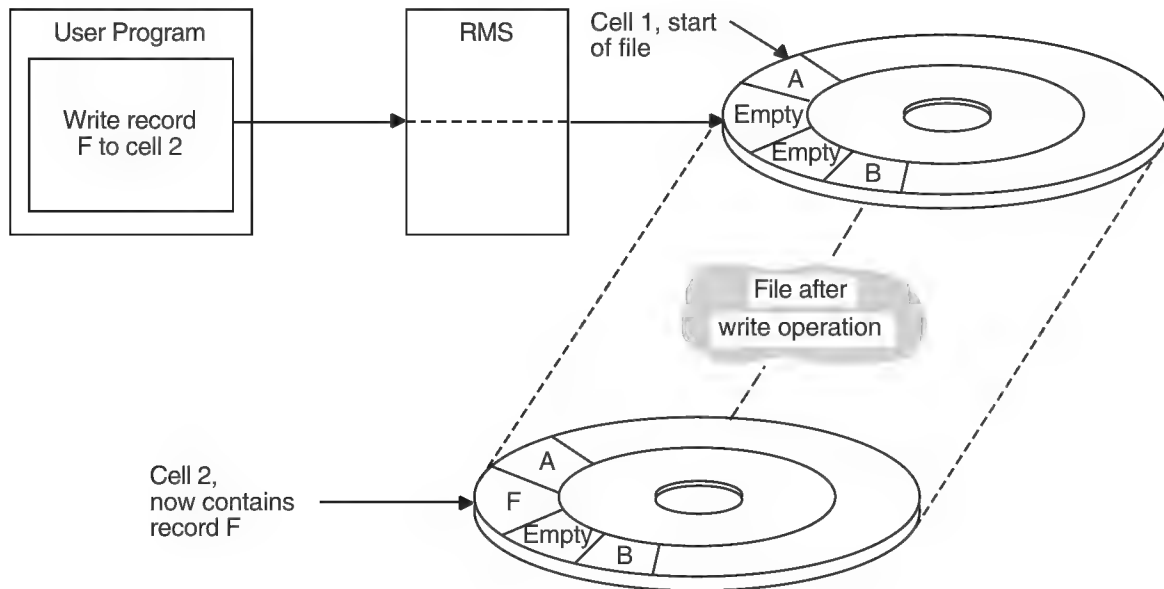 User Program
Write record
F to cell 2
RMS
Cell 1, start
of file
A
Empty
Empty
B
File after
write operation
Cell 2,
now contains
record F
A
F
Empty
B